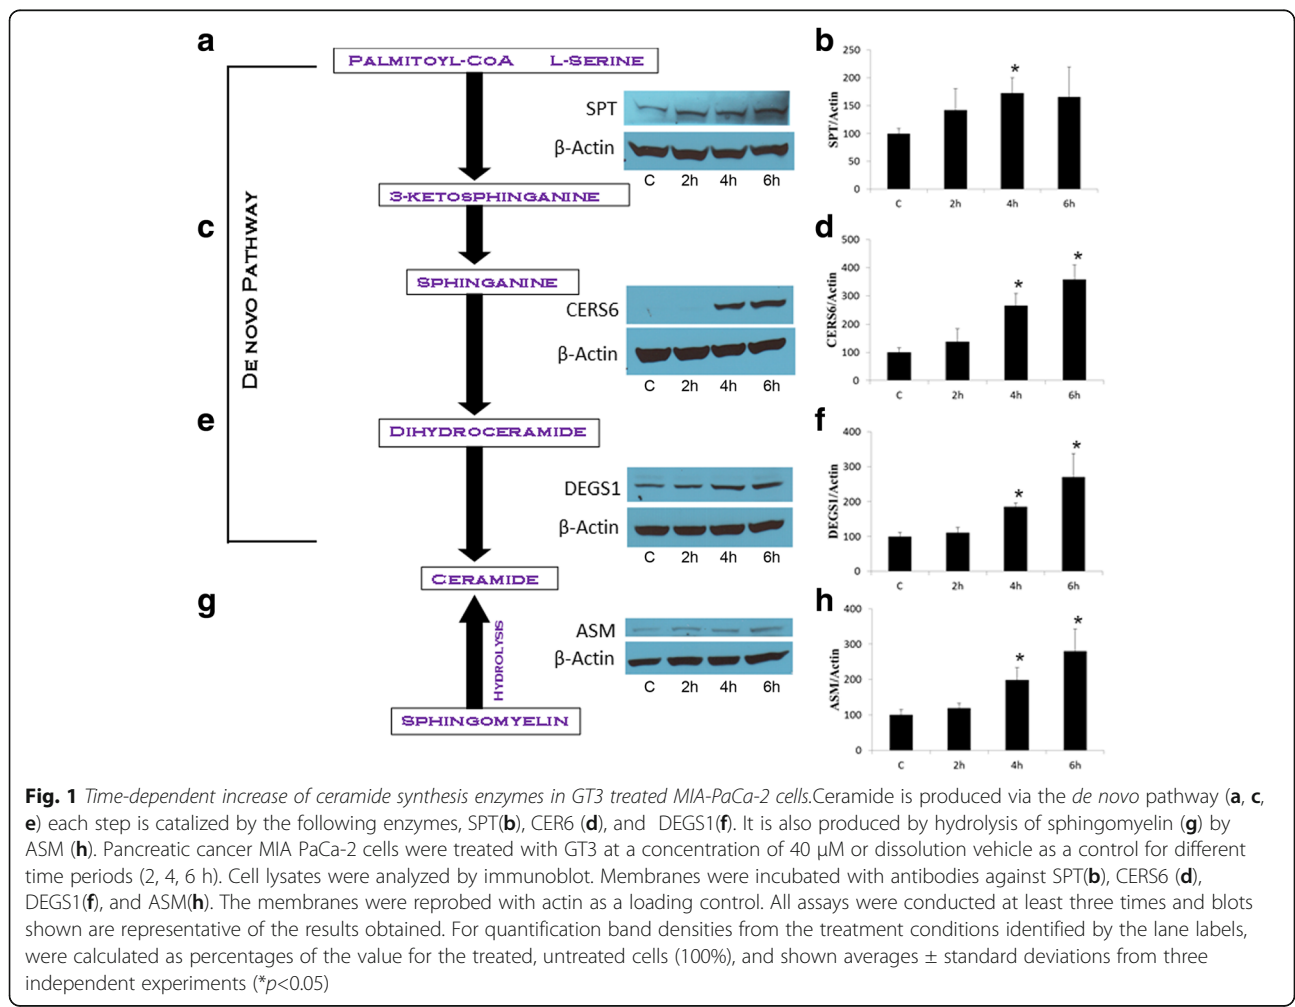 a
PALMITOYL-COA L-SERINE
SPT
β-Actin
C 2h 4h 6h
3-KETOSPHINGANINE
b
250
200
150
100
50
0
SPT/Actin
*
C 2h 4h 6h
DE NOVO PATHWAY
c
SPHINGANINE
CERS6
β-Actin
C 2h 4h 6h
d
500
400
300
200
100
0
CERS6/Actin
* *
C 2h 4h 6h
e
DIHYDROCERAMIDE
DEGS1
β-Actin
C 2h 4h 6h
CERAMIDE
f
400
300
200
100
0
DEGS1/Actin
* *
C 2h 4h 6h
g
HYDROLYSIS
ASM
β-Actin
C 2h 4h 6h
SPHINGOMYELIN
h
400
300
200
100
0
ASM/Actin
* *
C 2h 4h 6h
Fig. 1 Time-dependent increase of ceramide synthesis enzymes in GT3 treated MIA-PaCa-2 cells.Ceramide is produced via the de novo pathway (a, c,
e) each step is catalized by the following enzymes, SPT(b), CER6 (d), and DEGS1(f). It is also produced by hydrolysis of sphingomyelin (g) by
ASM (h). Pancreatic cancer MIA PaCa-2 cells were treated with GT3 at a concentration of 40 μM or dissolution vehicle as a control for different
time periods (2, 4, 6 h). Cell lysates were analyzed by immunoblot. Membranes were incubated with antibodies against SPT(b), CERS6 (d),
DEGS1(f), and ASM(h). The membranes were reprobed with actin as a loading control. All assays were conducted at least three times and blots
shown are representative of the results obtained. For quantification band densities from the treatment conditions identified by the lane labels,
were calculated as percentages of the value for the treated, untreated cells (100%), and shown averages ± standard deviations from three
independent experiments (*p<0.05)